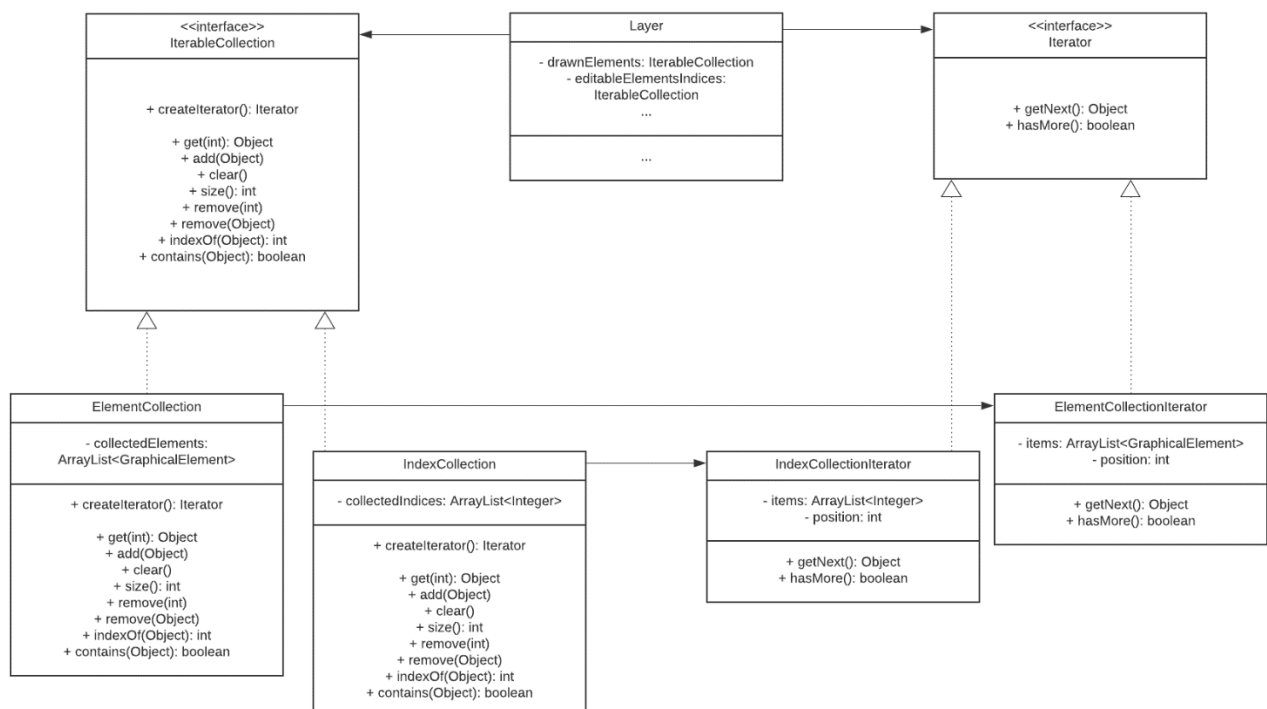 <<interface>>
IterableCollection
+ createIterator(): Iterator
+ get(int): Object
+ add(Object)
+ clear()
+ size(): int
+ remove(int)
+ remove(Object)
+ indexOf(Object): int
+ contains(Object): boolean
Layer
- drawnElements: IterableCollection
- editableElementsIndices:
IterableCollection
...
...
<<interface>>
Iterator
+ getNext(): Object
+ hasMore(): boolean
ElementCollection
- collectedElements:
ArrayList<GraphicalElement>
+ createIterator(): Iterator
+ get(int): Object
+ add(Object)
+ clear()
+ size(): int
+ remove(int)
+ remove(Object)
+ indexOf(Object): int
+ contains(Object): boolean
IndexCollection
- collectedIndices: ArrayList<Integer>
+ createIterator(): Iterator
+ get(int): Object
+ add(Object)
+ clear()
+ size(): int
+ remove(int)
+ remove(Object)
+ indexOf(Object): int
+ contains(Object): boolean
IndexCollectionIterator
- items: ArrayList<Integer>
- position: int
+ getNext(): Object
+ hasMore(): boolean
ElementCollectionIterator
- items: ArrayList<GraphicalElement>
- position: int
+ getNext(): Object
+ hasMore(): boolean